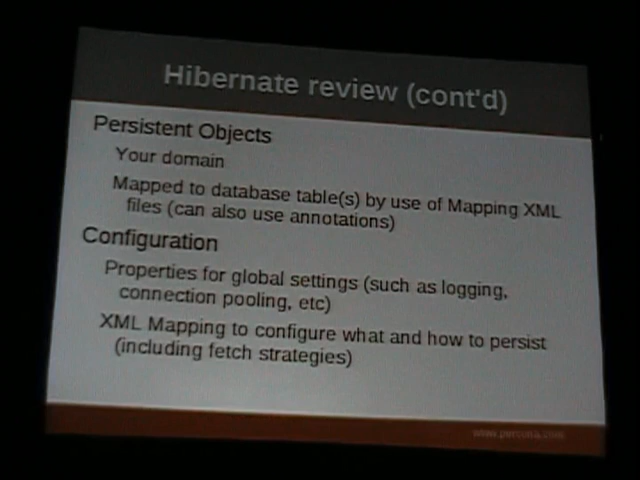 Hibernate review (cont'd)
Persistent Objects
Your domain
Mapped to database table(s) by use of Mapping XML
files (can also use annotations)
Configuration
Properties for global settings (such as logging,
connection pooling, etc)
XML Mapping to configure what and how to persist
(including fetch strategies)